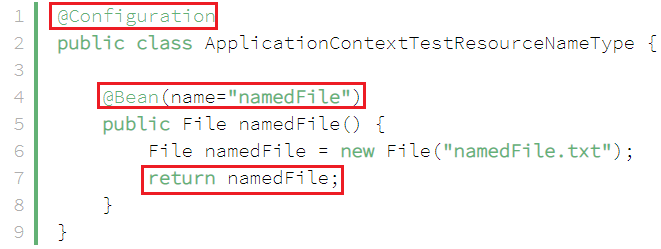 1 @Configuration
2 public class ApplicationContextTestResourceNameType {
3
4 @Bean(name="namedFile")
5 public File namedFile() {
6 File namedFile = new File("namedFile.txt");
7 return namedFile;
8 }
9 }